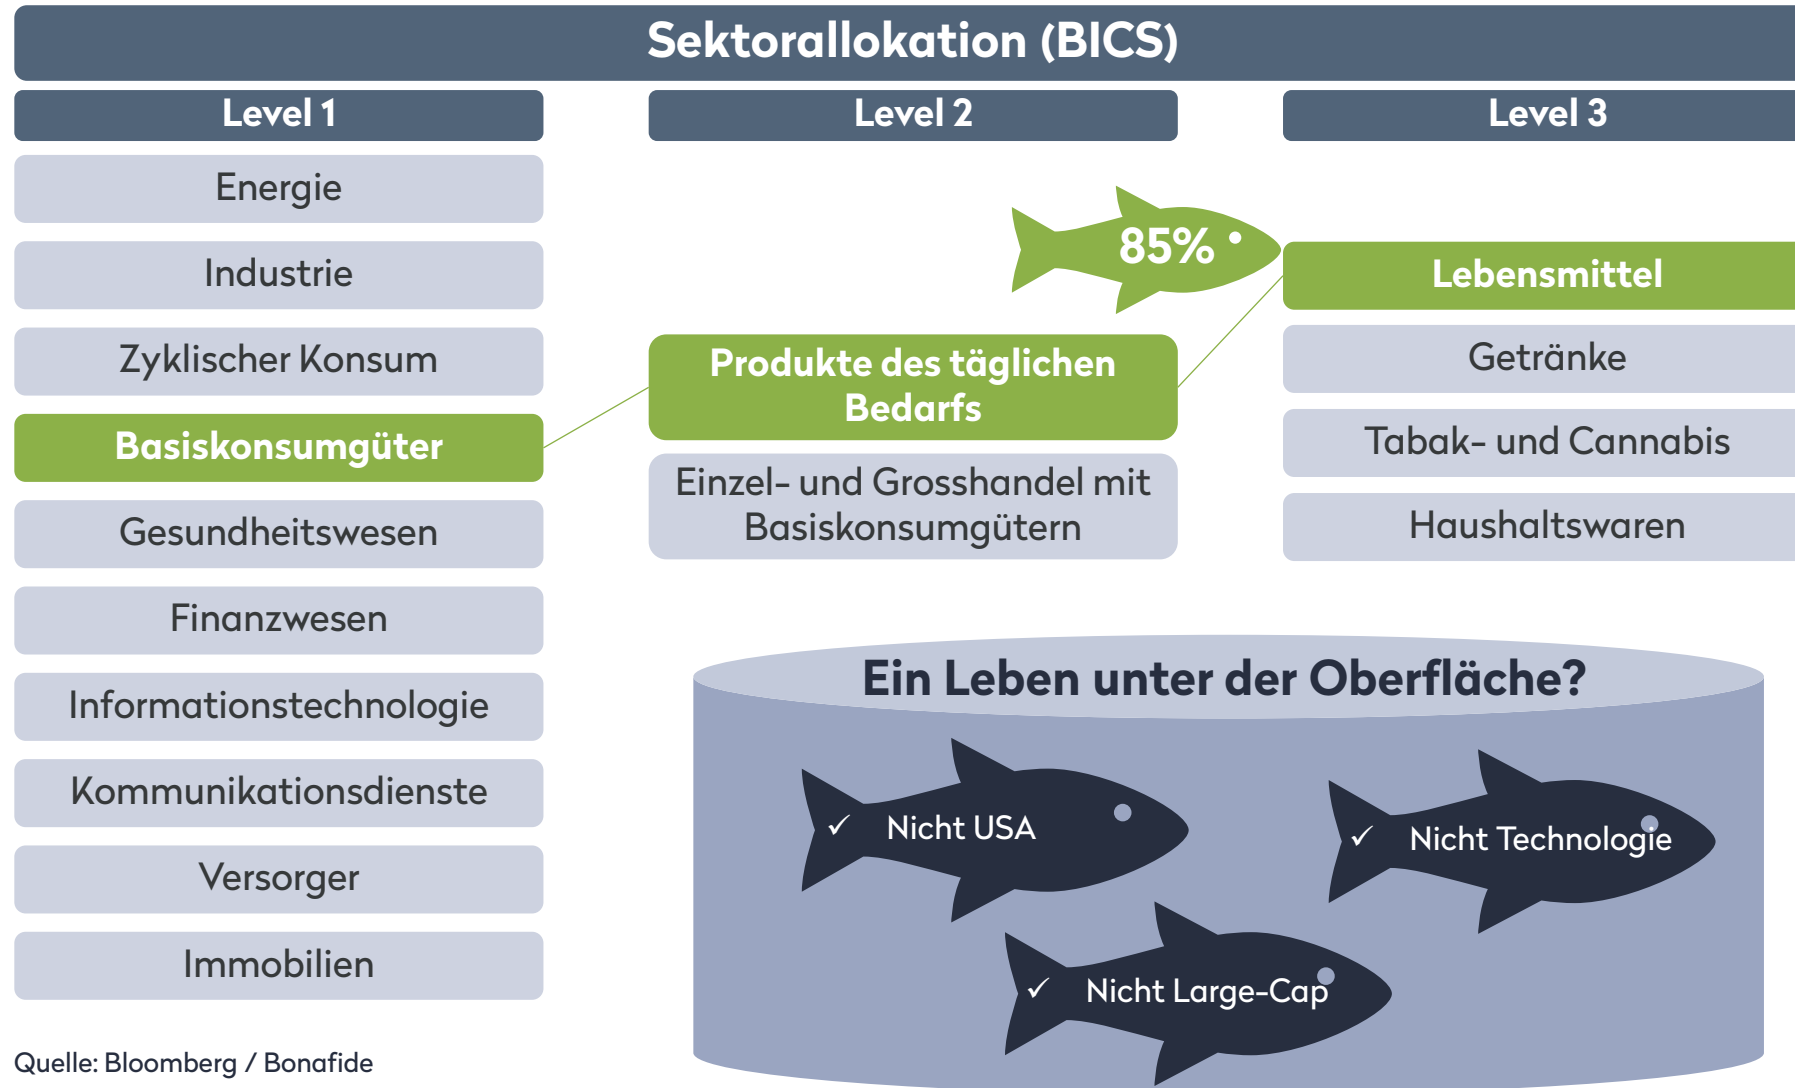 Sektorallokation (BICS)
Level 1
Level 2
Level 3
Energie
Industrie
Zyklischer Konsum
Basiskonsumgüter
Gesundheitswesen
Finanzwesen
Informationstechnologie
Kommunikationsdienste
Versorger
Immobilien
Produkte des täglichen
Bedarfs
Einzel- und Grosshandel mit
Basiskonsumgütern
85%
Lebensmittel
Getränke
Tabak- und Cannabis
Haushaltswaren
Ein Leben unter der Oberfläche?
✓ Nicht USA
✓ Nicht Technologie
✓ Nicht Large-Cap
Quelle: Bloomberg / Bonafide